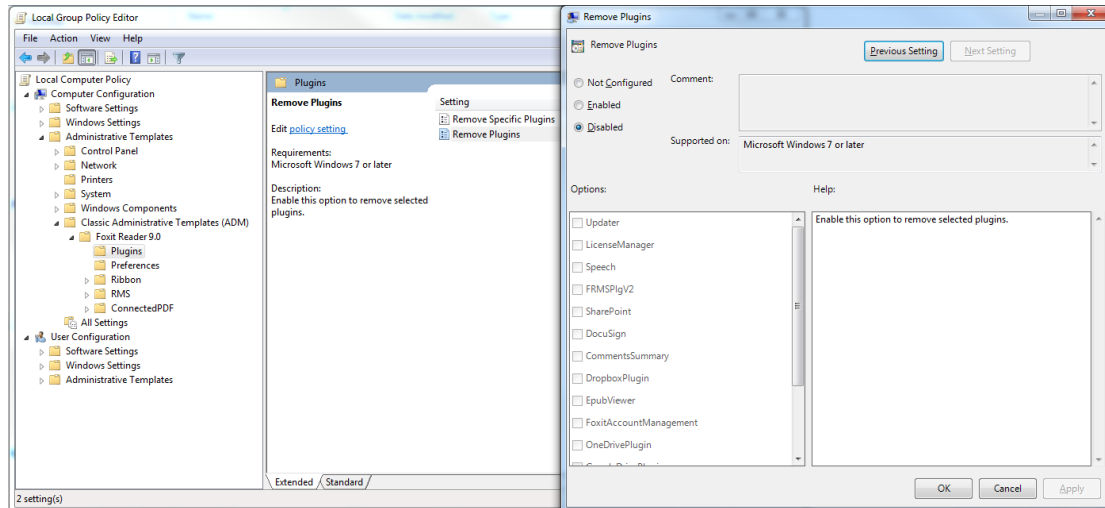 Local Group Policy Editor
File Action View Help
Local Computer Policy
Computer Configuration
Software Settings
Windows Settings
Administrative Templates
Control Panel
Network
Printers
System
Windows Components
Classic Administrative Templates (ADM)
Foxit Reader 9.0
Plugins
Preferences
Ribbon
RMS
ConnectedPDF
All Settings
User Configuration
Software Settings
Windows Settings
Administrative Templates
2 setting(s)
Plugins
Remove Plugins
Edit policy setting
Requirements:
Microsoft Windows 7 or later
Description:
Enable this option to remove selected
plugins.
Setting
Remove Specific Plugins
Remove Plugins
Extended Standard
Remove Plugins
Remove Plugins
Previous Setting Next Setting
Not Configured
Enabled
Disabled
Comment:
Supported on: Microsoft Windows 7 or later
Options:
Help:
Updater
LicenseManager
Speech
FRMSPlgV2
SharePoint
DocuSign
CommentsSummary
DropboxPlugin
EpubViewer
FoxitAccountManagement
OneDrivePlugin
Enable this option to remove selected plugins.
OK Cancel Apply